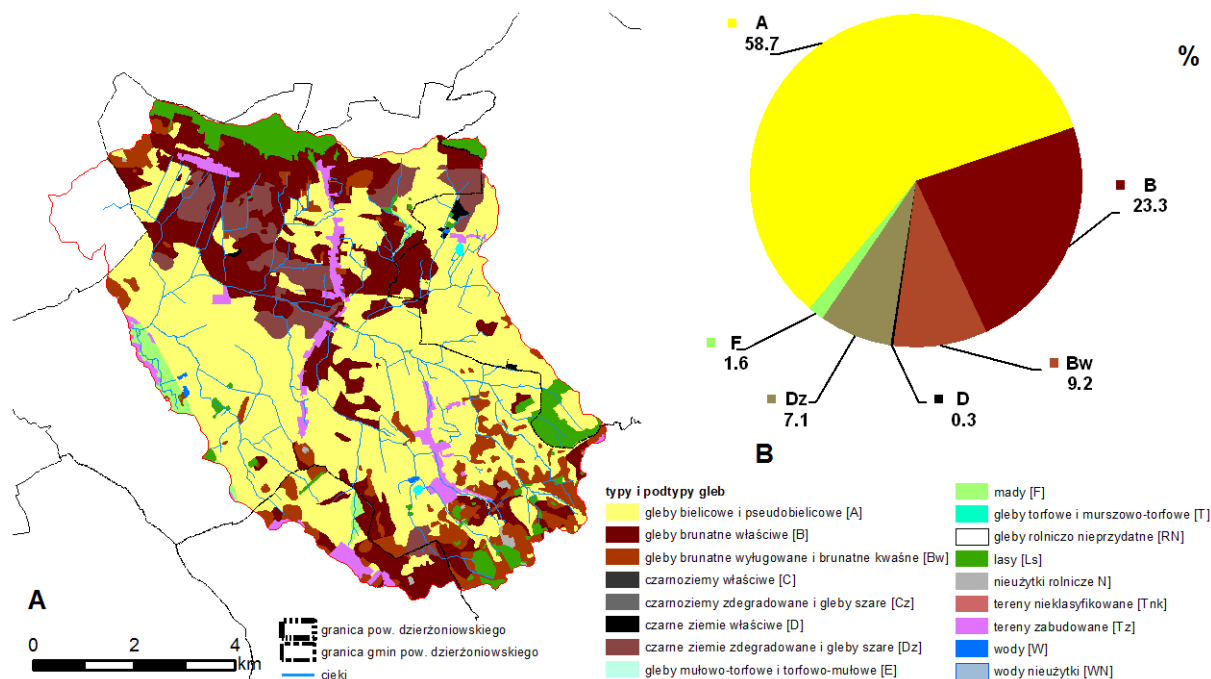 A
58.7
%
B
23.3
F
1.6
Bw
9.2
Dz
7.1
D
0.3
B
typy i podtypy gleb
gleby bielicowe i pseudobielicowe [A]
gleby brunatne właściwe [B]
gleby brunatne wyługowane i brunatne kwaśne [Bw]
czarnoziemy właściwe [C]
czarnoziemy zdegradowane i gleby szare [Cz]
czarne ziemie właściwe [D]
czarne ziemie zdegradowane i gleby szare [Dz]
gleby mułowo-torfowe i torfowo-mułowe [E]
mady [F]
gleby torfowe i murszowo-torfowe [T]
gleby rolniczo nieprzydatne [RN]
lasy [Ls]
nieużytki rolnicze N]
tereny nieklasyfikowane [Tnk]
tereny zabudowane [Tz]
wody [W]
wody nieużytki [WN]
A
0 2 4
km
granica pow. dzierżoniowskiego
granica gmin pow. dzierżoniowskiego
cieki